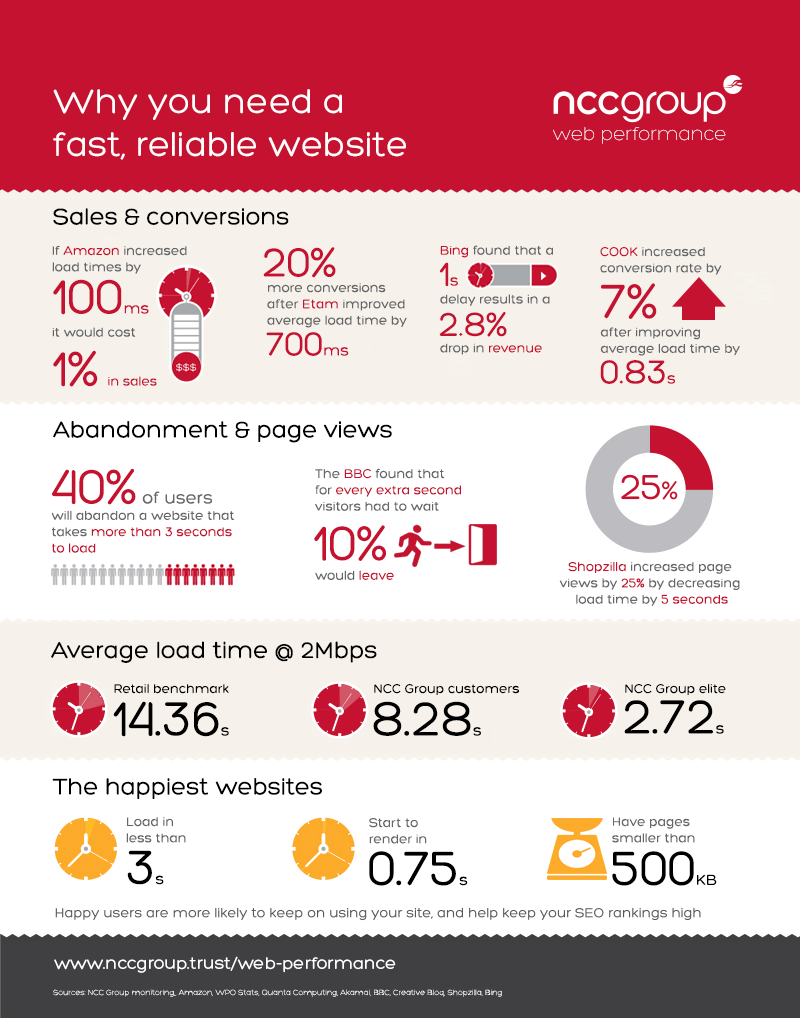 Why you need a
fast, reliable website
nccgroup
web performance
Sales & conversions
If Amazon increased
load times by
100ms
it would cost
1% in sales
$$$
20%
more conversions
after Etam improved
average load time by
700ms
Bing found that a
1s
delay results in a
2.8%
drop in revenue
COOK increased
conversion rate by
7%
after improving
average load time by
0.83s
Abandonment & page views
40% of users
will abandon a website that
takes more than 3 seconds
to load
The BBC found that
for every extra second
visitors had to wait
10%
would leave
25%
Shopzilla increased page
views by 25% by decreasing
load time by 5 seconds
Average load time @ 2Mbps
Retail benchmark
14.36s
NCC Group customers
8.28s
NCC Group elite
2.72s
The happiest websites
Load in
less than
3s
Start to
render in
0.75s
Have pages
smaller than
500KB
Happy users are more likely to keep on using your site, and help keep your SEO rankings high
www.nccgroup.trust/web-performance
Sources: NCC Group monitoring, Amazon, WPO Stats, Quanta Computing, Akamai, BBC, Creative Bloq, Shopzilla, Bing